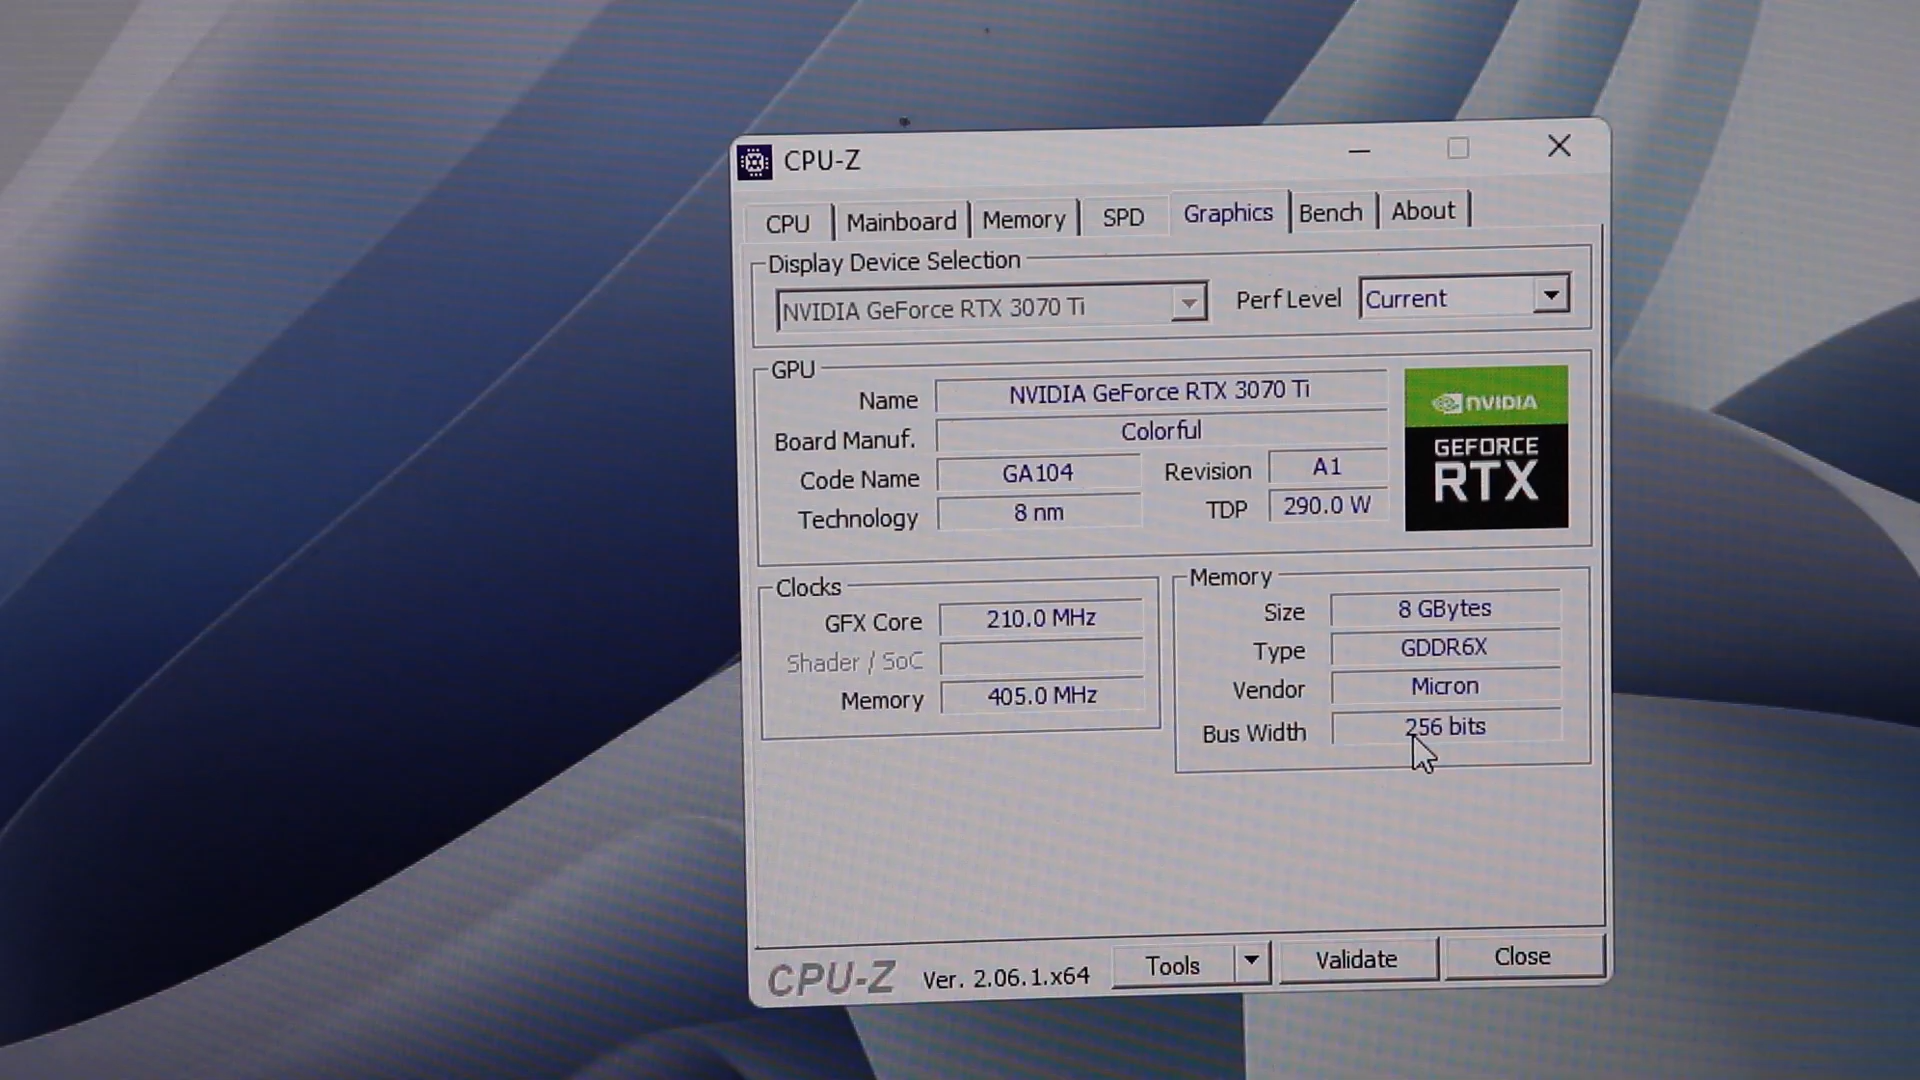 CPU-Z
CPU Mainboard Memory SPD Graphics Bench About
Display Device Selection
NVIDIA GeForce RTX 3070 Ti Perf Level Current
GPU
Name NVIDIA GeForce RTX 3070 Ti
Board Manuf. Colorful
Code Name GA104 Revision A1
Technology 8 nm TDP 290.0 W
NVIDIA
GEFORCE
RTX
Clocks
GFX Core 210.0 MHz
Shader / SoC
Memory 405.0 MHz
Memory
Size 8 GBytes
Type GDDR6X
Vendor Micron
Bus Width 256 bits
CPU-Z Ver. 2.06.1.x64 Tools Validate Close